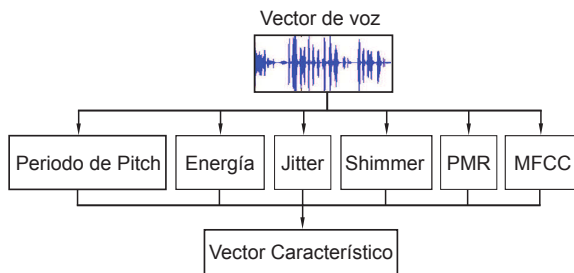 Vector de voz
Periodo de Pitch
Energía
Jitter
Shimmer
PMR
MFCC
Vector Característico